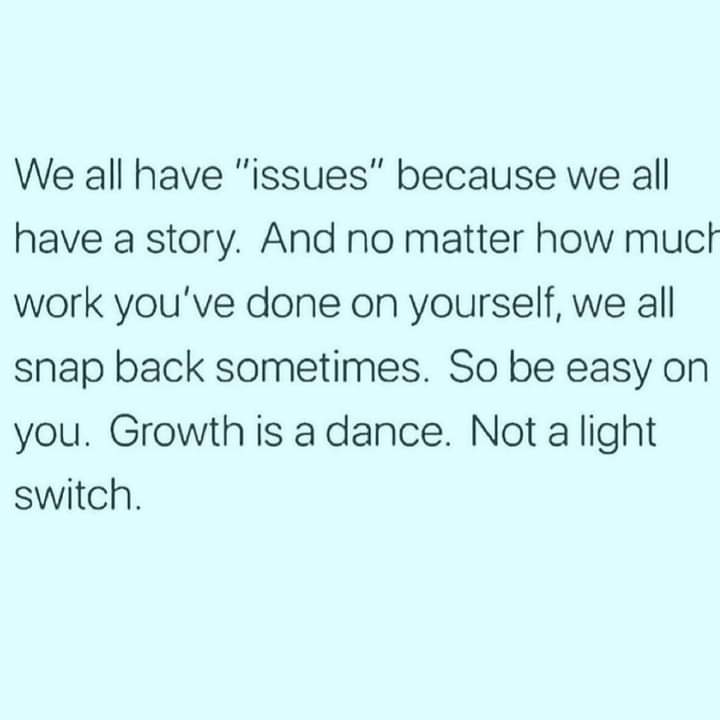 We all have "issues" because we all
have a story. And no matter how much
work you've done on yourself, we all
snap back sometimes. So be easy on
you. Growth is a dance. Not a light
switch.